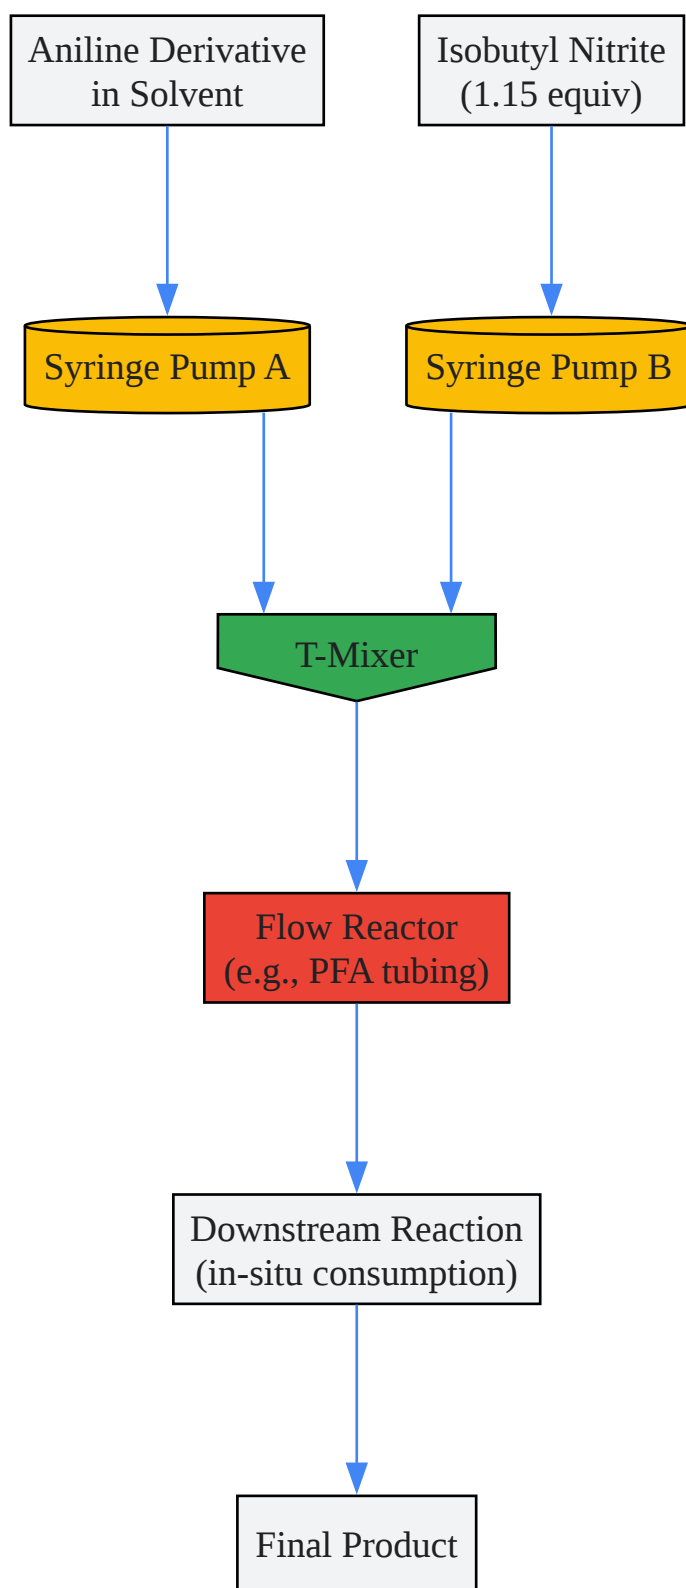 Aniline Derivative
in Solvent
Isobutyl Nitrite
(1.15 equiv)
Syringe Pump A
Syringe Pump B
T-Mixer
Flow Reactor
(e.g., PFA tubing)
Downstream Reaction
(in-situ consumption)
Final Product